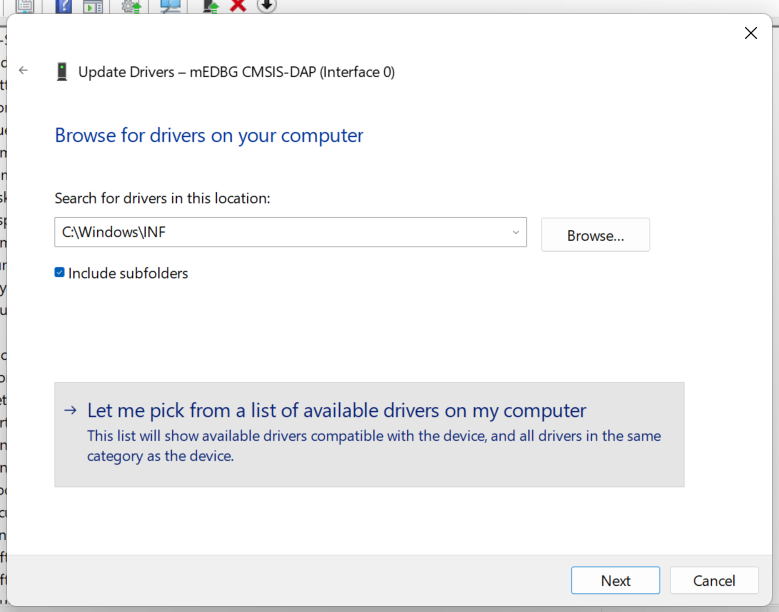 Update Drivers – mEDBG CMSIS-DAP (Interface 0)
Browse for drivers on your computer
Search for drivers in this location:
C:\Windows\INF
Browse...
Include subfolders
Let me pick from a list of available drivers on my computer
This list will show available drivers compatible with the device, and all drivers in the same
category as the device.
Next
Cancel